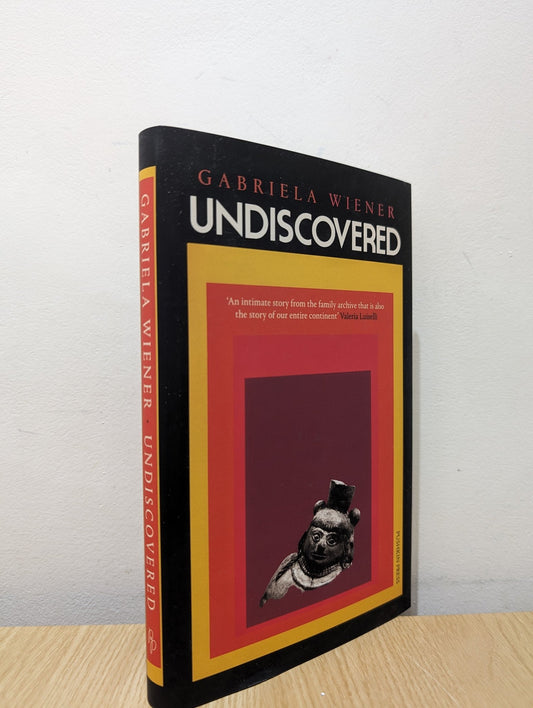 GABRIELA WIENER
UNDISCOVERED
'An intimate story from the family archive that is also
the story of our entire continent' Valeria Luiselli
PUSHKIN PRESS
GABRIELA WIENER · UNDISCOVERED